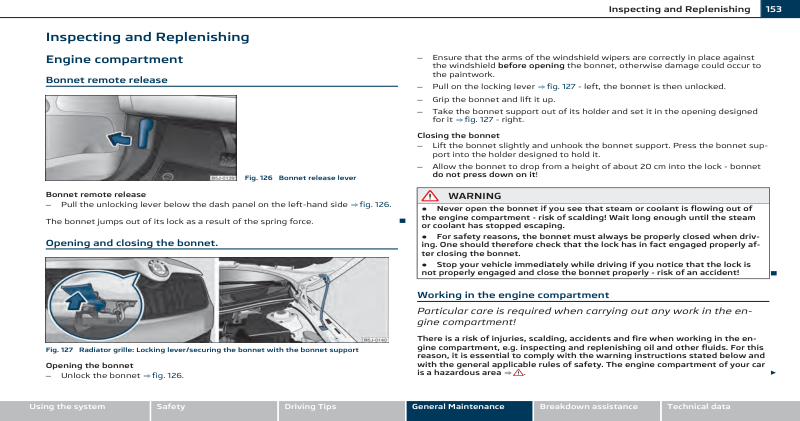 Inspecting and Replenishing 153
Inspecting and Replenishing
Engine compartment
Bonnet remote release
Fig. 126 Bonnet release lever
Bonnet remote release
– Pull the unlocking lever below the dash panel on the left-hand side ⇒ fig. 126.
The bonnet jumps out of its lock as a result of the spring force.
Opening and closing the bonnet.
B5J-0140
Fig. 127 Radiator grille: Locking lever/securing the bonnet with the bonnet support
Opening the bonnet
– Unlock the bonnet ⇒ fig. 126.
– Ensure that the arms of the windshield wipers are correctly in place against
the windshield before opening the bonnet, otherwise damage could occur to
the paintwork.
– Pull on the locking lever ⇒ fig. 127 - left, the bonnet is then unlocked.
– Grip the bonnet and lift it up.
– Take the bonnet support out of its holder and set it in the opening designed
for it ⇒ fig. 127 - right.
Closing the bonnet
– Lift the bonnet slightly and unhook the bonnet support. Press the bonnet sup-
port into the holder designed to hold it.
– Allow the bonnet to drop from a height of about 20 cm into the lock - bonnet
do not press down on it!
WARNING
● Never open the bonnet if you see that steam or coolant is flowing out of
the engine compartment - risk of scalding! Wait long enough until the steam
or coolant has stopped escaping.
● For safety reasons, the bonnet must always be properly closed when driv-
ing. One should therefore check that the lock has in fact engaged properly af-
ter closing the bonnet.
● Stop your vehicle immediately while driving if you notice that the lock is
not properly engaged and close the bonnet properly - risk of an accident!
Working in the engine compartment
Particular care is required when carrying out any work in the en-
gine compartment!
There is a risk of injuries, scalding, accidents and fire when working in the en-
gine compartment, e.g. inspecting and replenishing oil and other fluids. For this
reason, it is essential to comply with the warning instructions stated below and
with the general applicable rules of safety. The engine compartment of your car
is a hazardous area ⇒ ⚠.
Using the system Safety Driving Tips General Maintenance Breakdown assistance Technical data